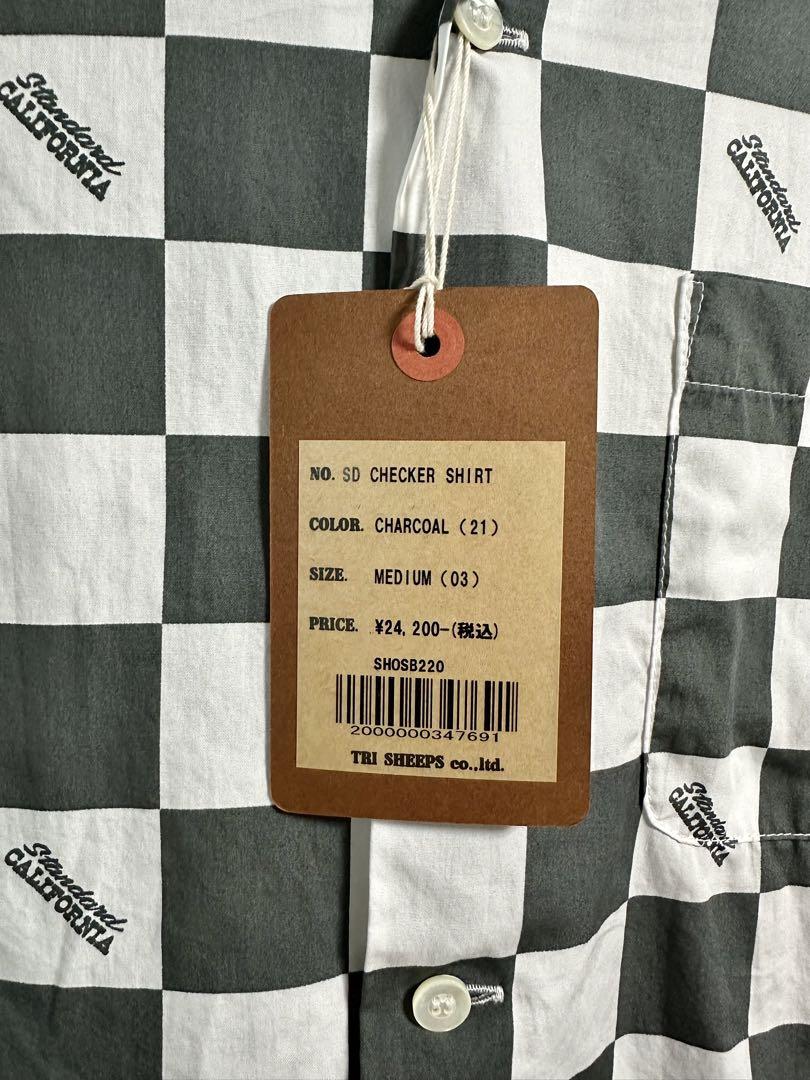 Standard
CALIFORNIA
Standard
CALIFORNIA
NO. SD CHECKER SHIRT
COLOR. CHARCOAL (21)
SIZE. MEDIUM (03)
PRICE. ¥24,200-(税込)
SHOSB220
2000000347691
TRI SHEEPS co.,ltd.
Standard
CALIFORNIA
Standard
CALIFORNIA